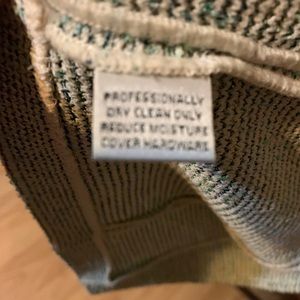 PROFESSIONALLY
DRY CLEAN ONLY
REDUCE MOISTURE
COVER HARDWARE